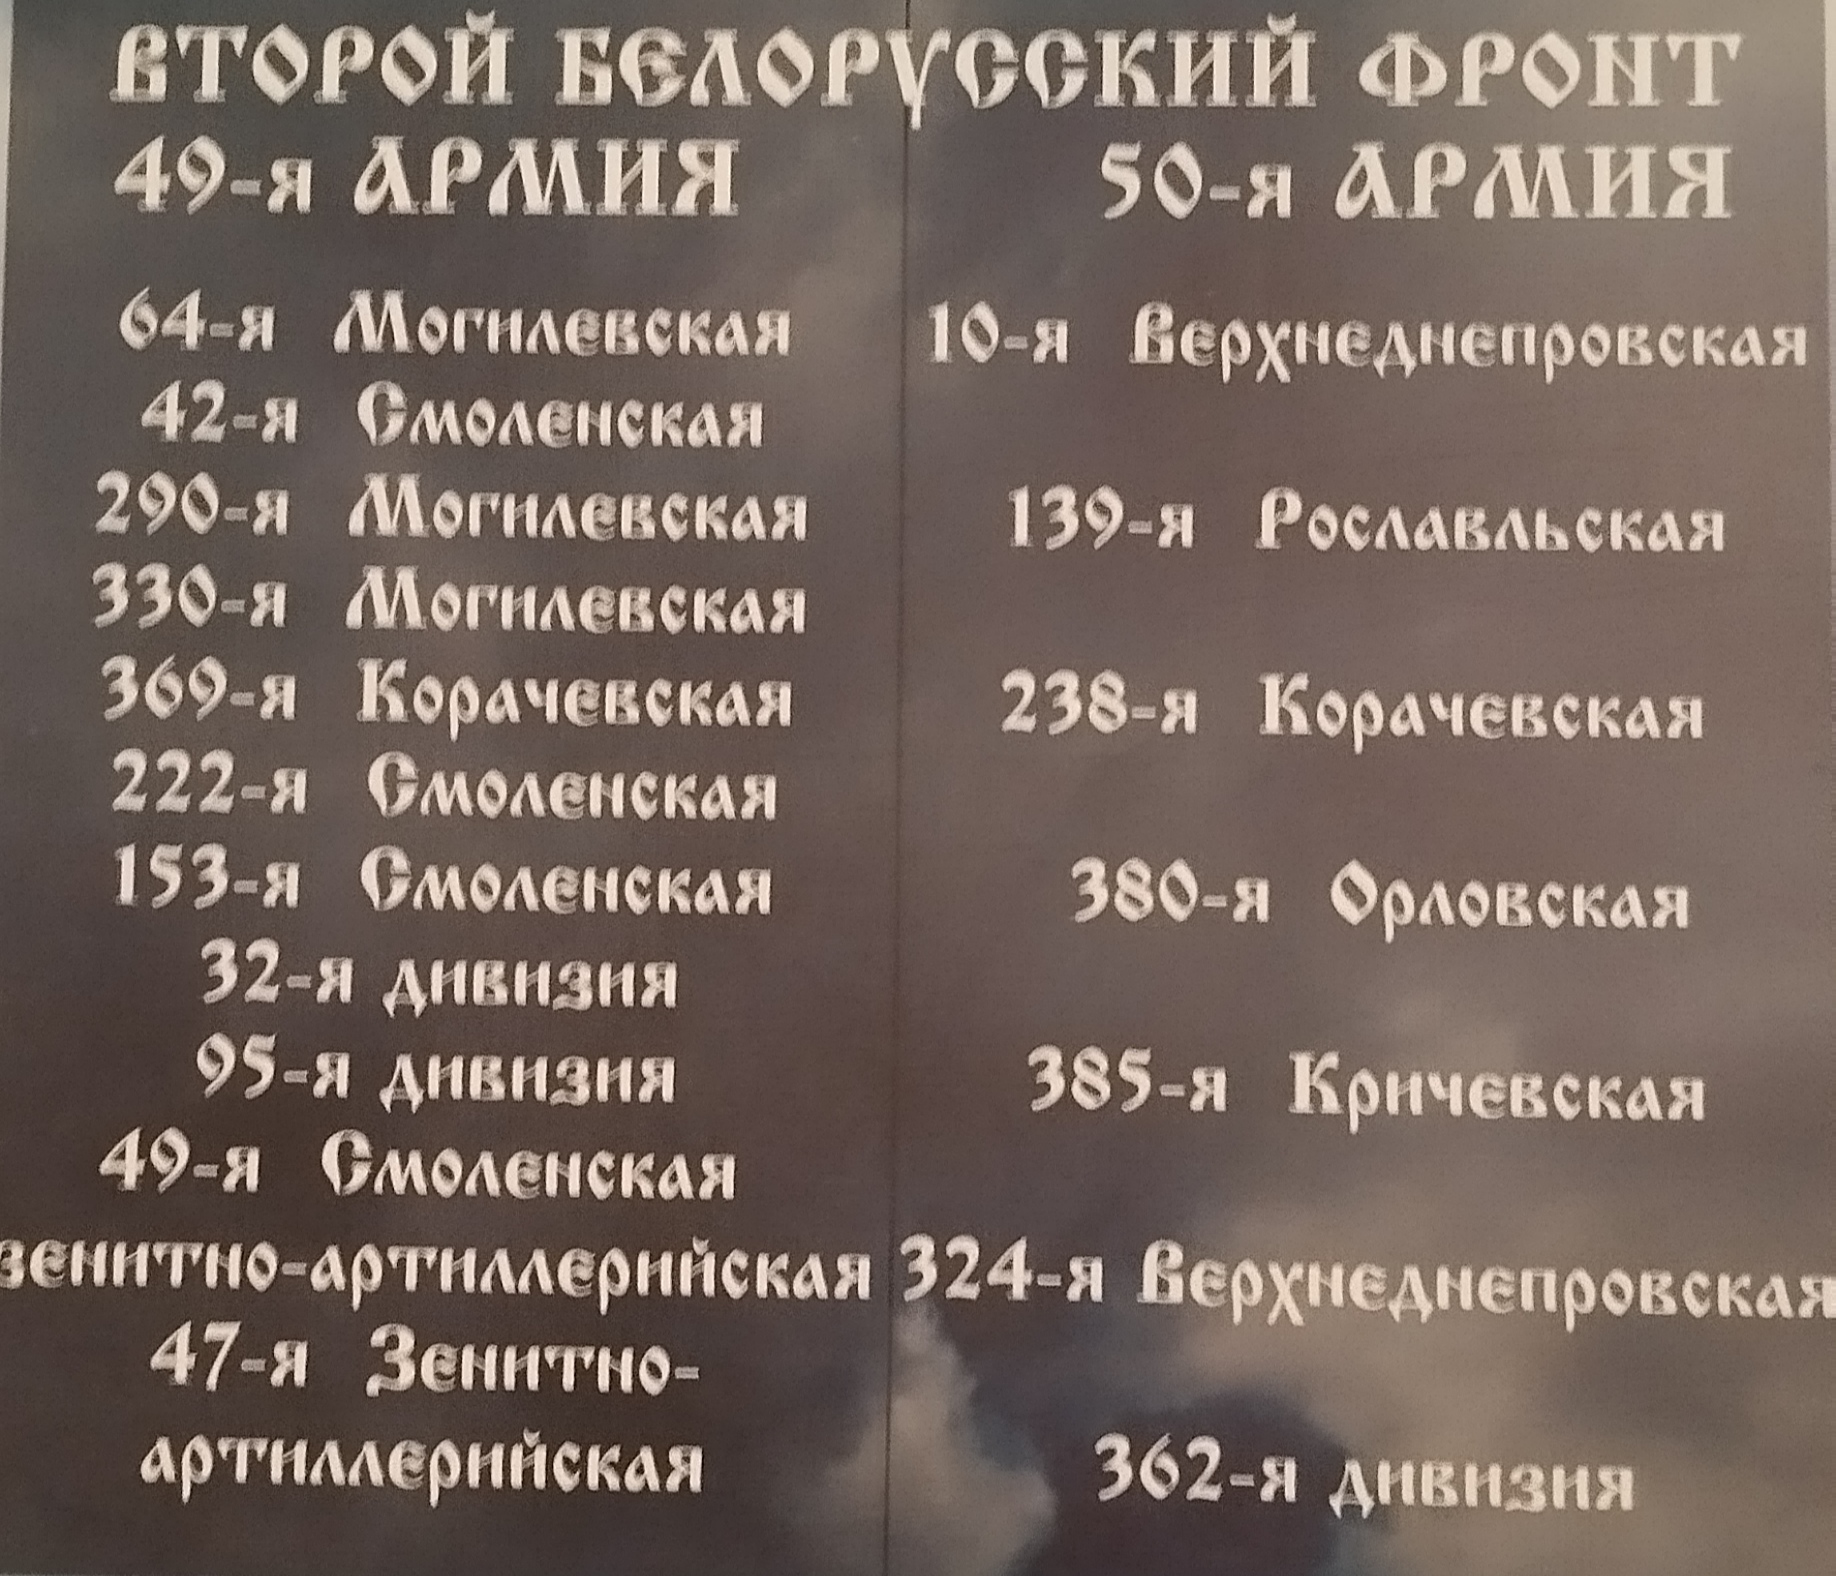 ВТОРОЙ БЕЛОРУССКИЙ ФРОНТ
49-я АРМИЯ
64-я Могилевская
42-я Смоленская
290-я Могилевская
330-я Могилевская
369-я Корачевская
222-я Смоленская
153-я Смоленская
32-я дивизия
95-я дивизия
49-я Смоленская
зенитно-артиллерийская
47-я Зенитно-
артиллерийская
50-я АРМИЯ
10-я Верхнеднепровская
139-я Рославльская
238-я Корачевская
380-я Орловская
385-я Кричевская
324-я Верхнеднепровская
362-я дивизия